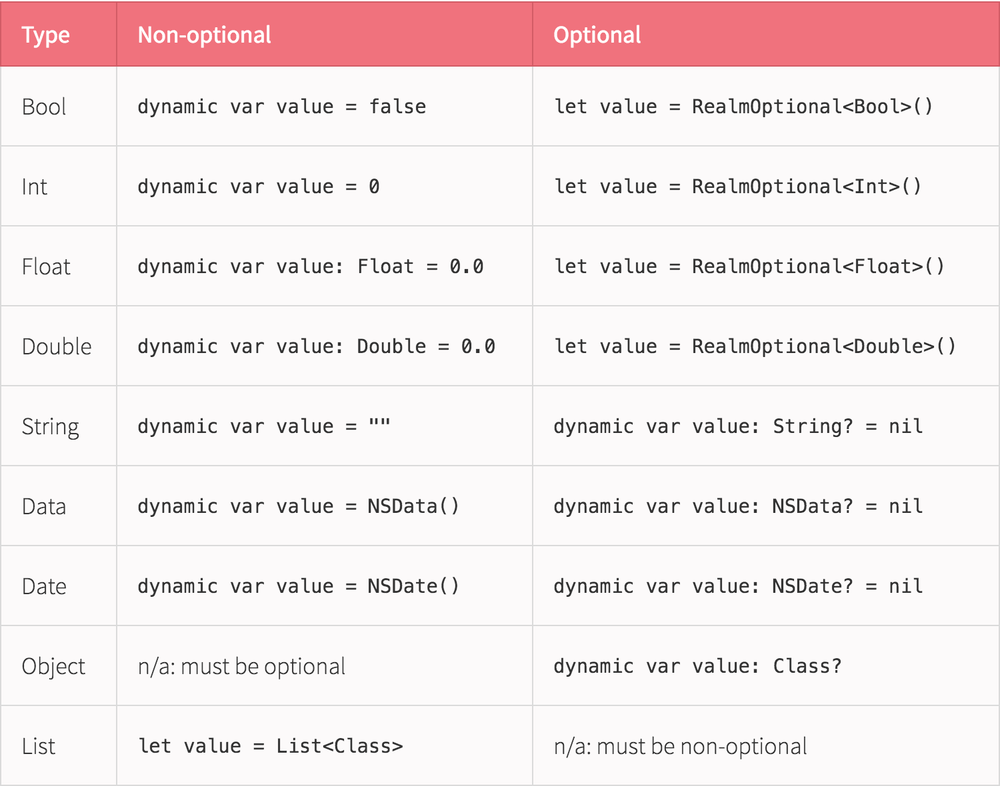 Type Non-optional Optional
Bool dynamic var value = false let value = RealmOptional<Bool>()
Int dynamic var value = 0 let value = RealmOptional<Int>()
Float dynamic var value: Float = 0.0 let value = RealmOptional<Float>()
Double dynamic var value: Double = 0.0 let value = RealmOptional<Double>()
String dynamic var value = "" dynamic var value: String? = nil
Data dynamic var value = NSData() dynamic var value: NSData? = nil
Date dynamic var value = NSDate() dynamic var value: NSDate? = nil
Object n/a: must be optional dynamic var value: Class?
List let value = List<Class> n/a: must be non-optional